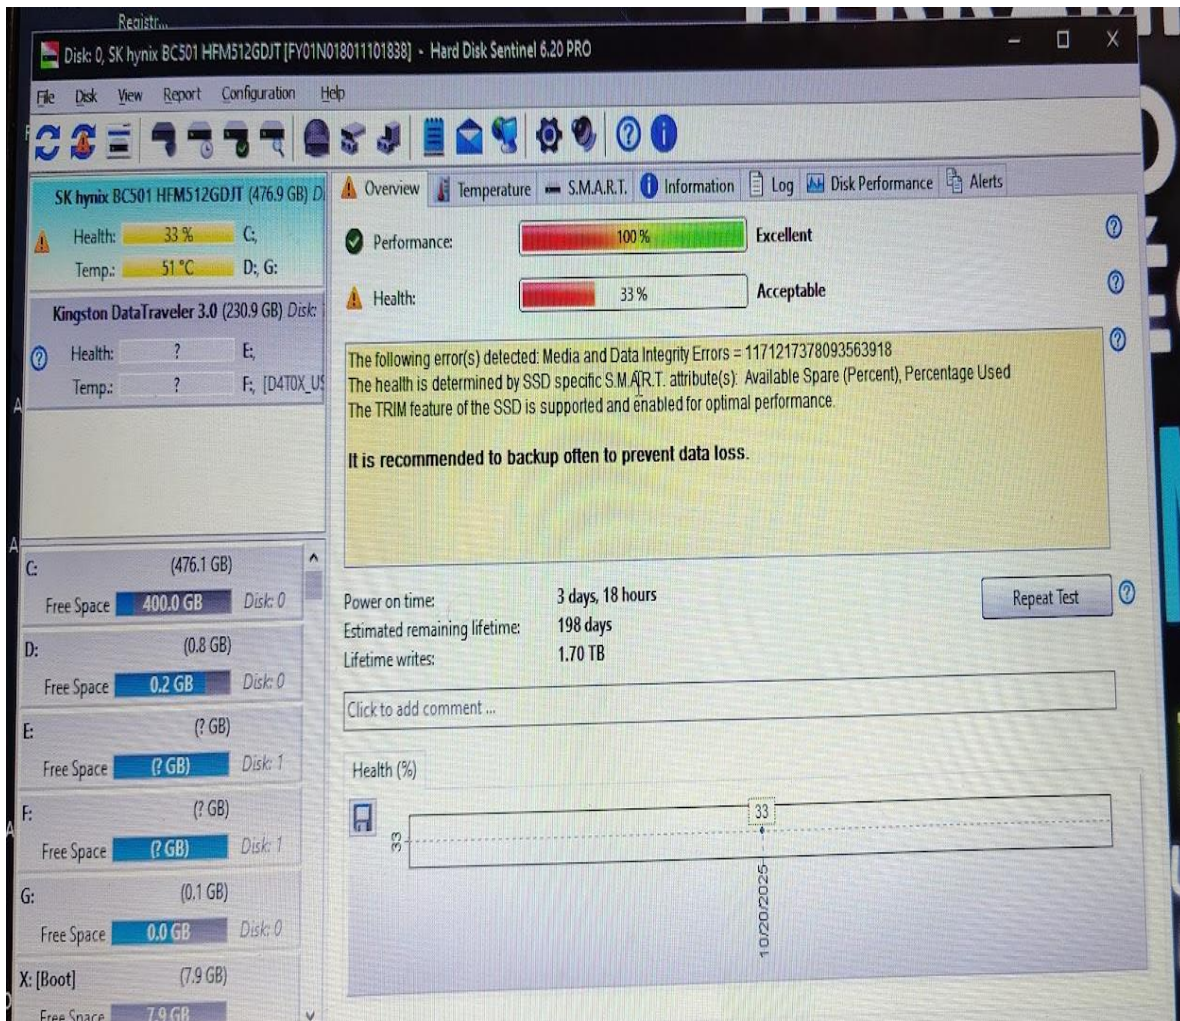 Registr...
Disk: 0, SK hynix BC501 HFM512GDJT [FY01N018011101838] - Hard Disk Sentinel 6.20 PRO
File Disk View Report Configuration Help
SK hynix BC501 HFM512GDJT (476.9 GB) Di
Health: 33 % C:,
Temp.: 51 °C D:, G:
Kingston DataTraveler 3.0 (230.9 GB) Disk:
Health: ? E:,
Temp.: ? F:, [D4T0X_US
C: (476.1 GB)
Free Space 400.0 GB Disk: 0
D: (0.8 GB)
Free Space 0.2 GB Disk: 0
E: (? GB)
Free Space (? GB) Disk: 1
F: (? GB)
Free Space (? GB) Disk: 1
G: (0.1 GB)
Free Space 0.0 GB Disk: 0
X: [Boot] (7.9 GB)
Free Space 7.9 GB
Overview Temperature S.M.A.R.T. Information Log Disk Performance Alerts
Performance: 100 % Excellent
Health: 33 % Acceptable
The following error(s) detected: Media and Data Integrity Errors = 1171217378093563918
The health is determined by SSD specific S.M.A.R.T. attribute(s): Available Spare (Percent), Percentage Used
The TRIM feature of the SSD is supported and enabled for optimal performance.
It is recommended to backup often to prevent data loss.
Power on time: 3 days, 18 hours
Repeat Test
Estimated remaining lifetime: 198 days
Lifetime writes: 1.70 TB
Click to add comment ...
Health (%)
33
33
10/20/2025